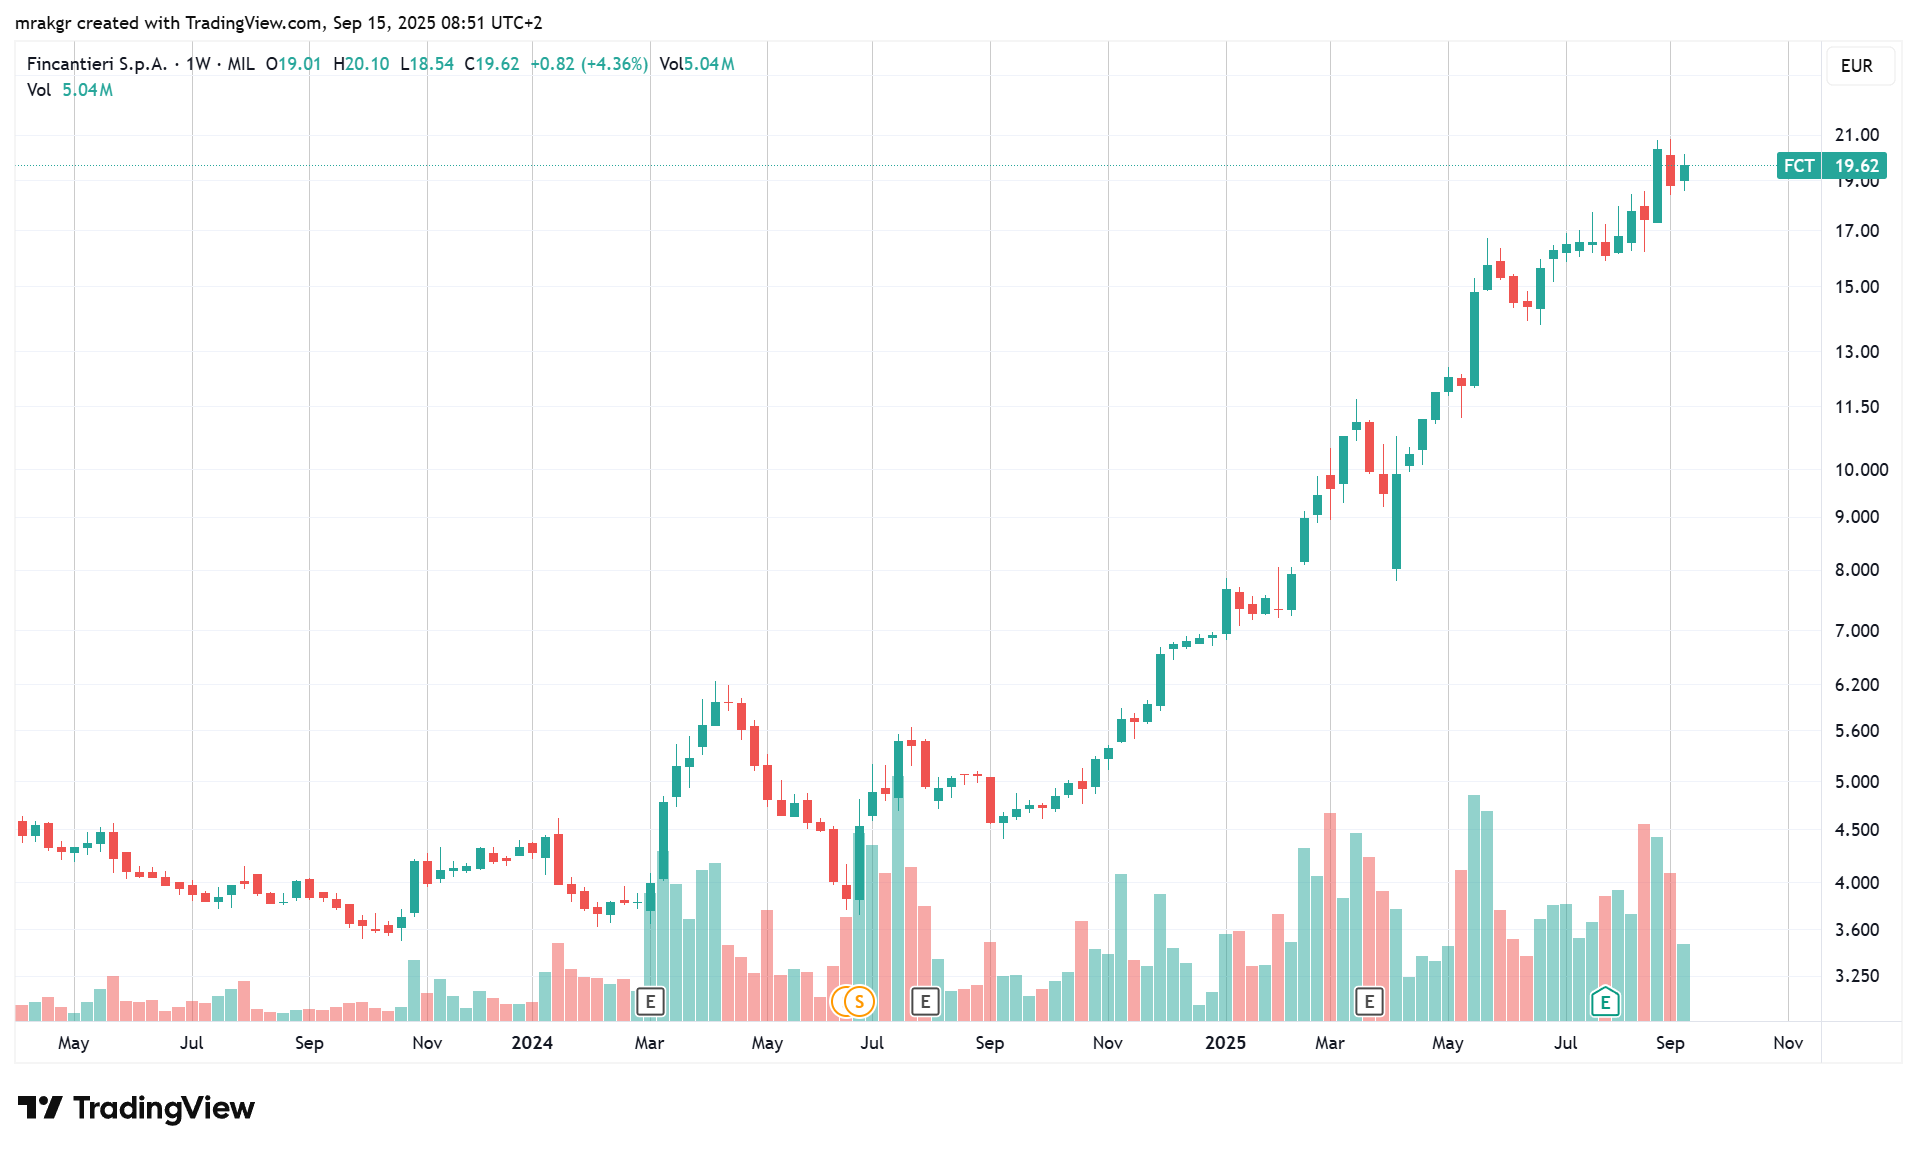 mrakgr created with TradingView.com, Sep 15, 2025 08:51 UTC+2
Fincantieri S.p.A. · 1W · MIL O19.01 H20.10 L18.54 C19.62 +0.82 (+4.36%) Vol5.04M
Vol 5.04M
EUR
21.00
FCT 19.62
19.00
17.00
15.00
13.00
11.50
10.000
9.000
8.000
7.000
6.200
5.600
5.000
4.500
4.000
3.600
3.250
E S E E E
May Jul Sep Nov 2024 Mar May Jul Sep Nov 2025 Mar May Jul Sep Nov
TradingView